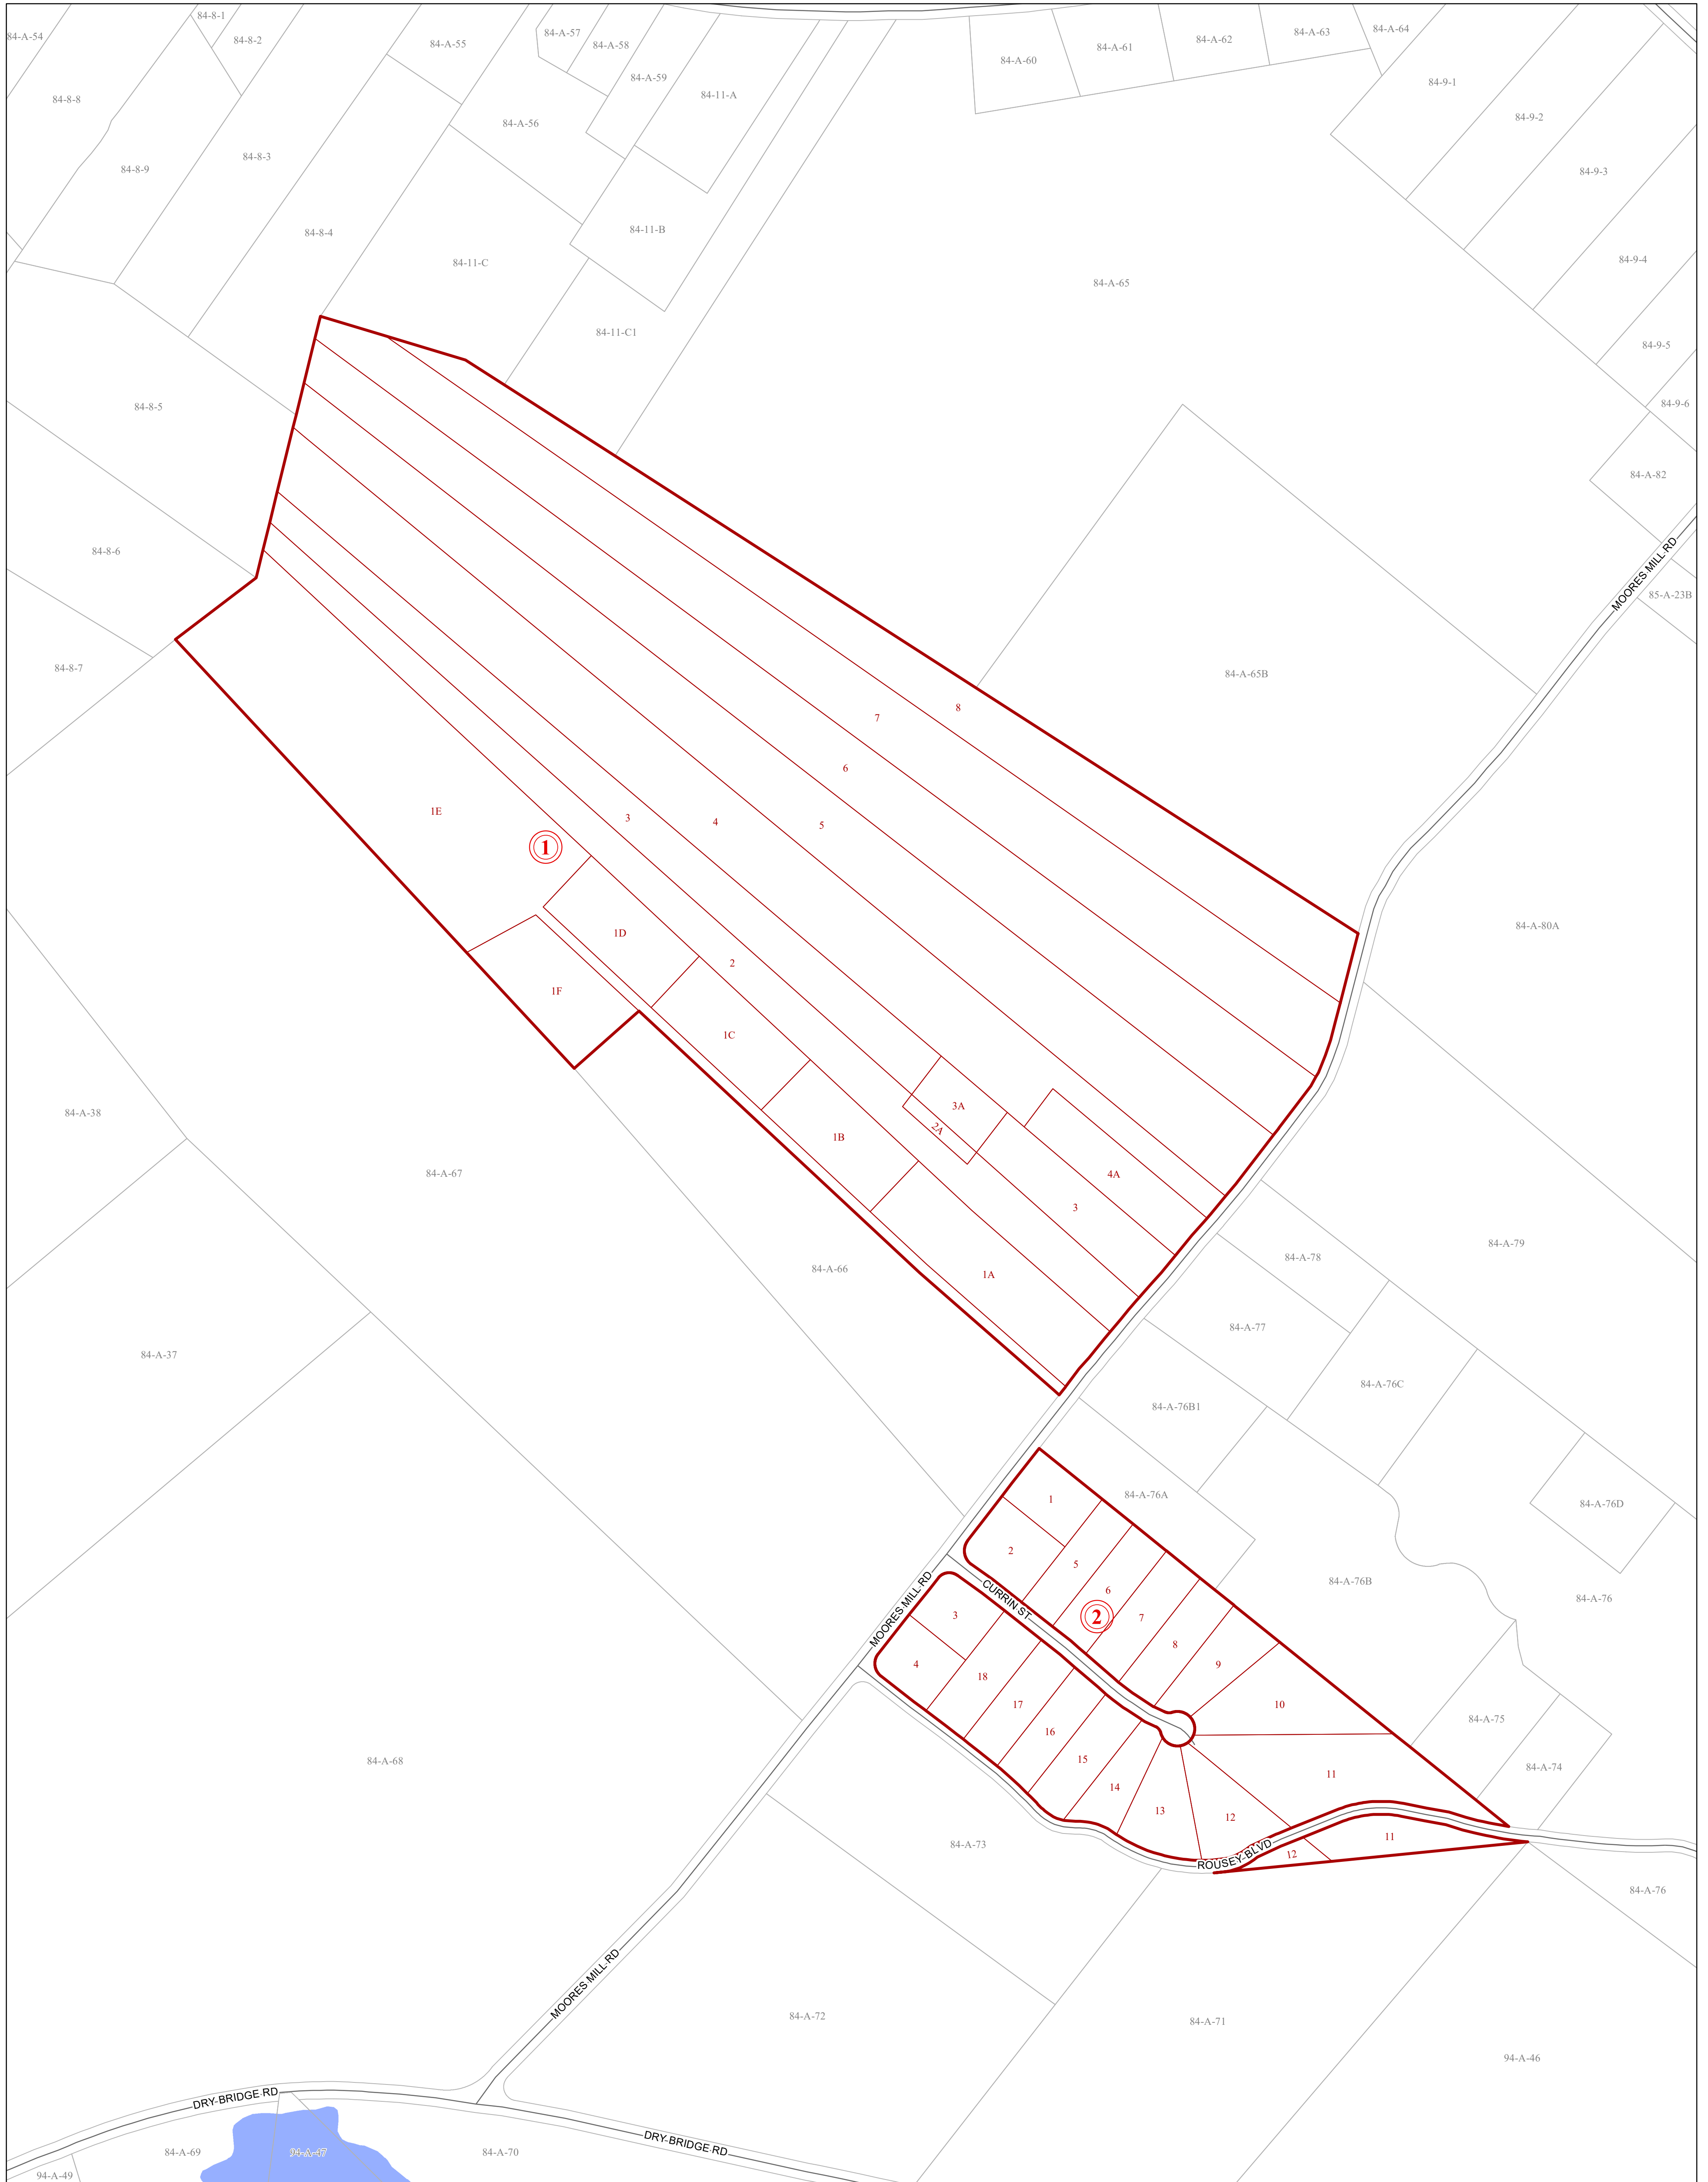 84-8-1
84-A-54
84-8-2
84-A-55
84-A-57
84-A-58
84-A-60
84-A-61
84-A-62
84-A-63
84-A-64
84-A-59
84-9-1
84-8-8
84-11-A
84-A-56
84-9-2
84-8-9
84-8-3
84-9-3
84-8-4
84-11-B
84-11-C
84-9-4
84-A-65
84-11-C1
84-9-5
84-8-5
84-9-6
84-A-82
84-8-6
MOORES MILL RD
85-A-23B
84-8-7
84-A-65B
8
7
6
1E
3
4
5
1
1D
2
84-A-80A
1F
1C
84-A-38
3A
2A
1B
84-A-67
4A
3
84-A-79
84-A-78
84-A-66
1A
84-A-77
84-A-37
84-A-76C
84-A-76B1
1
84-A-76A
84-A-76D
2
5
84-A-76B
6
CURRIN ST
84-A-76
MOORES MILL RD
3
2
7
8
4
9
18
17
10
16
84-A-75
15
84-A-68
84-A-74
11
14
13
12
84-A-73
11
12
ROUSEY BLVD
84-A-76
MOORES MILL RD
84-A-72
84-A-71
94-A-46
DRY BRIDGE RD
DRY BRIDGE RD
84-A-69
94-A-47
84-A-70
94-A-49